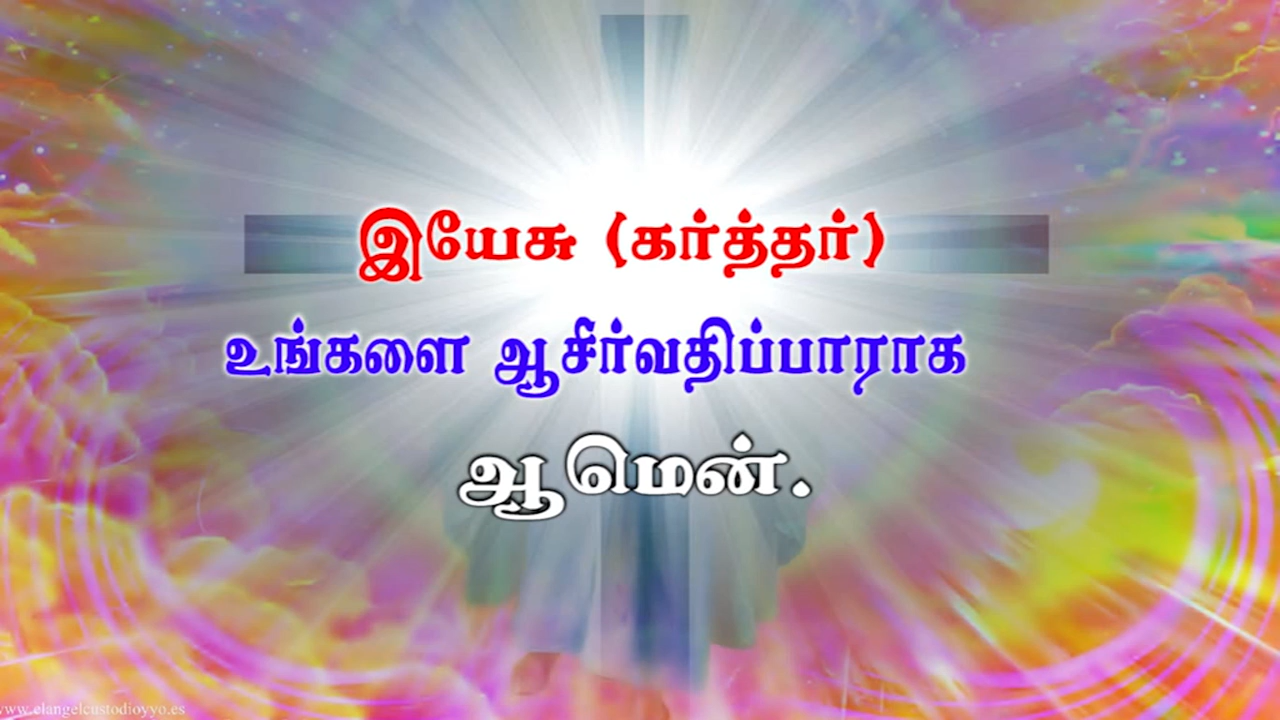 இயேசு (கர்த்தர்)
உங்களை ஆசிர்வதிப்பாராக
ஆமென்.
www.elangelcustodioyyo.es